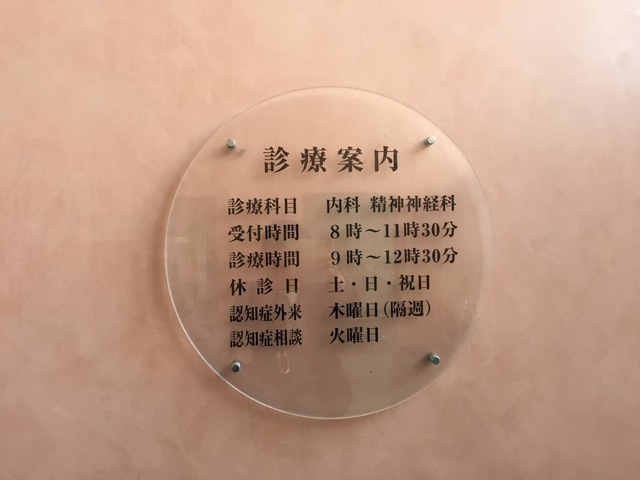 診療案内
診療科目 内科 精神神経科
受付時間 8時～11時30分
診療時間 9時～12時30分
休診日 土・日・祝日
認知症外来 木曜日(隔週)
認知症相談 火曜日